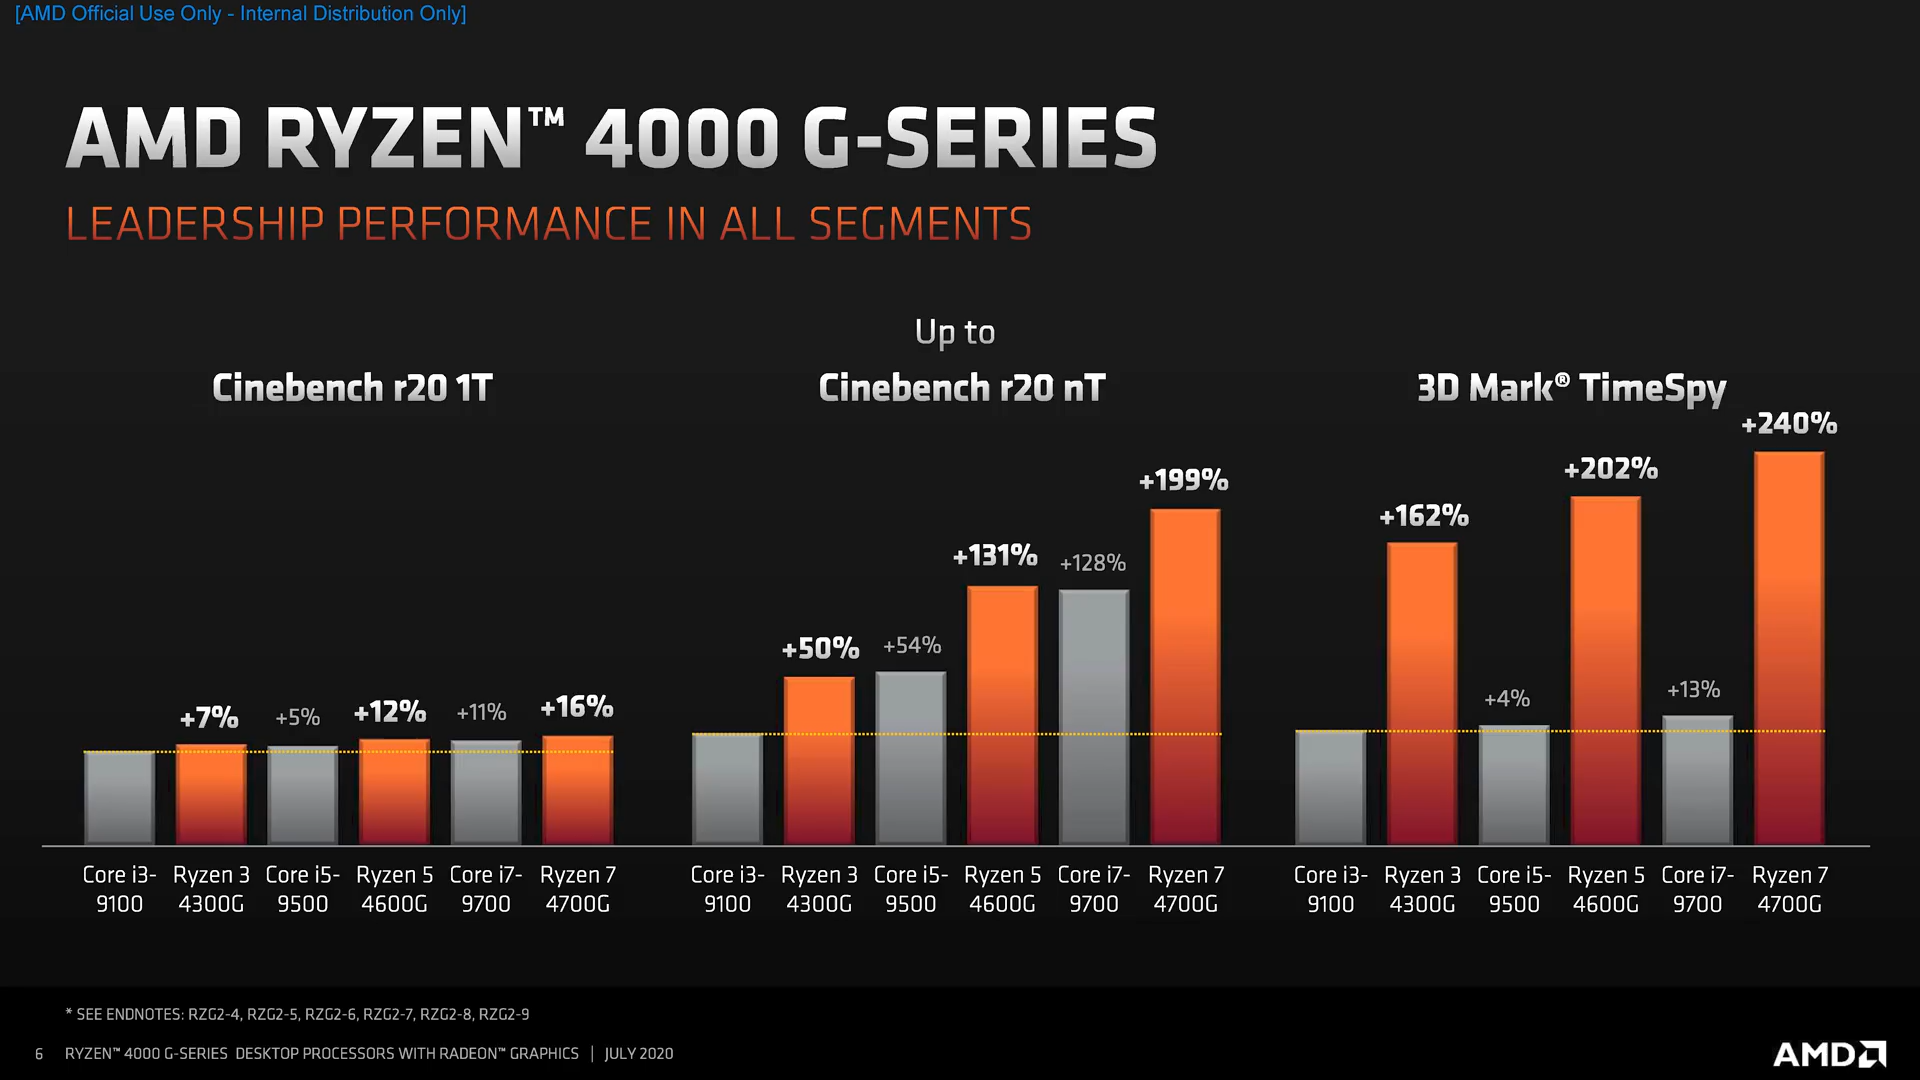 [AMD Official Use Only - Internal Distribution Only]
AMD RYZEN™ 4000 G-SERIES
LEADERSHIP PERFORMANCE IN ALL SEGMENTS
Up to
Cinebench r20 1T
Cinebench r20 nT
3D Mark® TimeSpy
+7%
+5%
+12%
+11%
+16%
+50%
+54%
+131%
+128%
+199%
+162%
+4%
+202%
+13%
+240%
Core i3-
9100
Ryzen 3
4300G
Core i5-
9500
Ryzen 5
4600G
Core i7-
9700
Ryzen 7
4700G
Core i3-
9100
Ryzen 3
4300G
Core i5-
9500
Ryzen 5
4600G
Core i7-
9700
Ryzen 7
4700G
Core i3-
9100
Ryzen 3
4300G
Core i5-
9500
Ryzen 5
4600G
Core i7-
9700
Ryzen 7
4700G
* SEE ENDNOTES: RZG2-4, RZG2-5, RZG2-6, RZG2-7, RZG2-8, RZG2-9
6 RYZEN™ 4000 G-SERIES DESKTOP PROCESSORS WITH RADEON™ GRAPHICS | JULY 2020
AMD